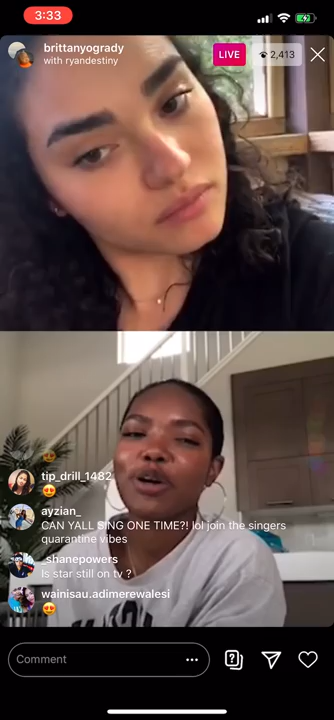 3:33
brittanyogrady
with ryandestiny
LIVE
2,413
tip_drill_1482
ayzian_
CAN YALL SING ONE TIME?! lol join the singers
quarantine vibes
_shanepowers
Is star still on tv ?
wainisau.adimerewalesi
Comment